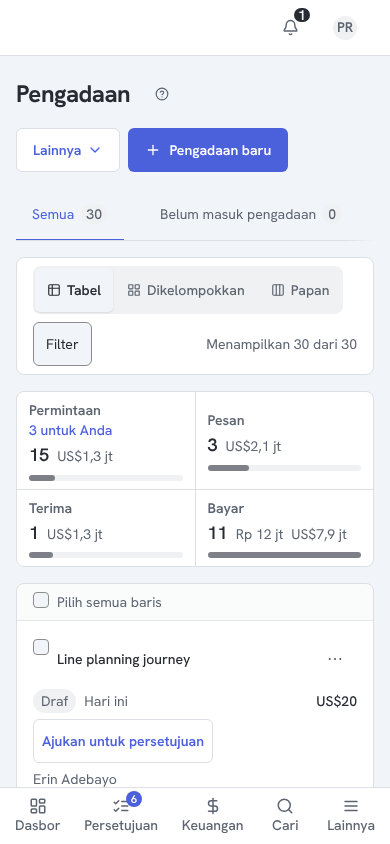 1
PR
Pengadaan
Lainnya
Pengadaan baru
Semua 30 Belum masuk pengadaan 0
Tabel Dikelompokkan Papan
Filter Menampilkan 30 dari 30
Permintaan
3 untuk Anda
15 US$1,3 jt
Pesan
3 US$2,1 jt
Terima
1 US$1,3 jt
Bayar
11 Rp 12 jt US$7,9 jt
Pilih semua baris
Line planning journey ...
Draf Hari ini US$20
Ajukan untuk persetujuan
Erin Adebayo
6
Dasbor Persetujuan Keuangan Cari Lainnya